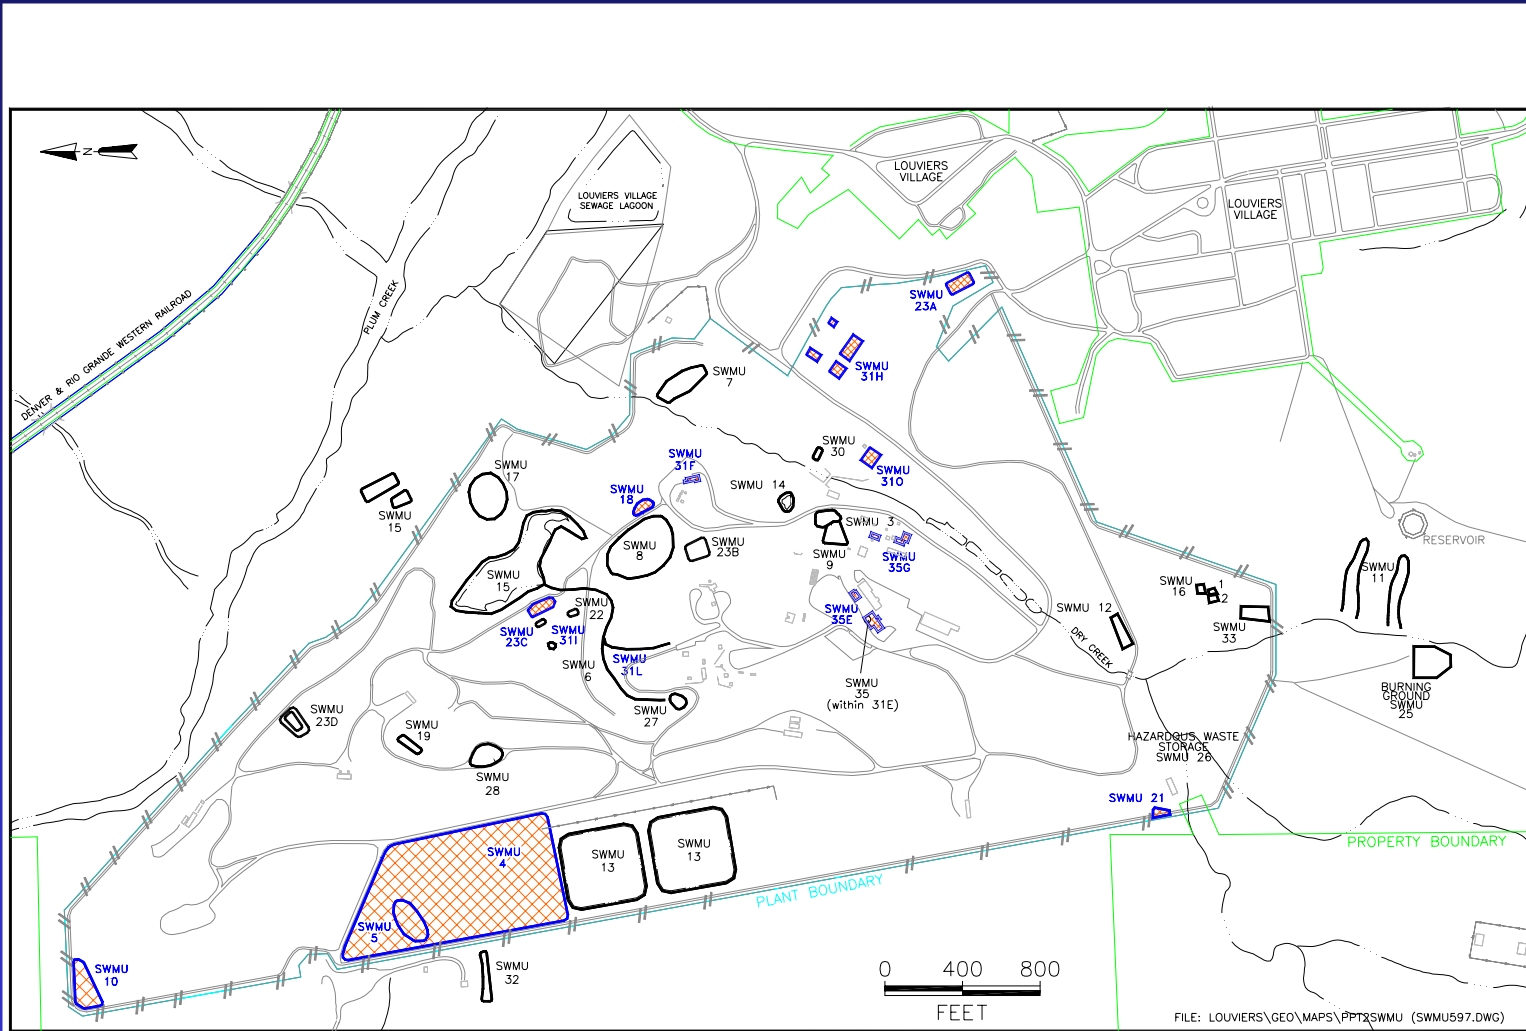 N
LOUVIERS
VILLAGE
LOUVIERS VILLAGE
SEWAGE LAGOON
LOUVIERS
VILLAGE
DENVER & RIO GRANDE WESTERN RAILROAD
PLUM CREEK
SWMU
23A
SWMU
31H
SWMU
7
SWMU
30
SWMU
310
SWMU
31F
SWMU
17
SWMU
18
SWMU 14
SWMU
15
SWMU 3
SWMU
9
SWMU
35G
SWMU
8
SWMU
23B
RESERVOIR
SWMU
11
SWMU
15
SWMU
16
1
2
SWMU
22
SWMU
35E
SWMU 12
SWMU
33
SWMU
23C
SWMU
31I
DRY CREEK
SWMU
31L
SWMU
6
SWMU
35
(within 31E)
BURNING
GROUND
SWMU
25
SWMU
23D
SWMU
27
SWMU
19
HAZARDOUS WASTE
STORAGE
SWMU 26
SWMU
28
SWMU 21
SWMU
4
SWMU
13
SWMU
13
PROPERTY BOUNDARY
PLANT BOUNDARY
SWMU
5
SWMU
10
SWMU
32
0 400 800
FEET
FILE: LOUVIERS\GEO\MAPS\PPT2SWMU (SWMU597.DWG)